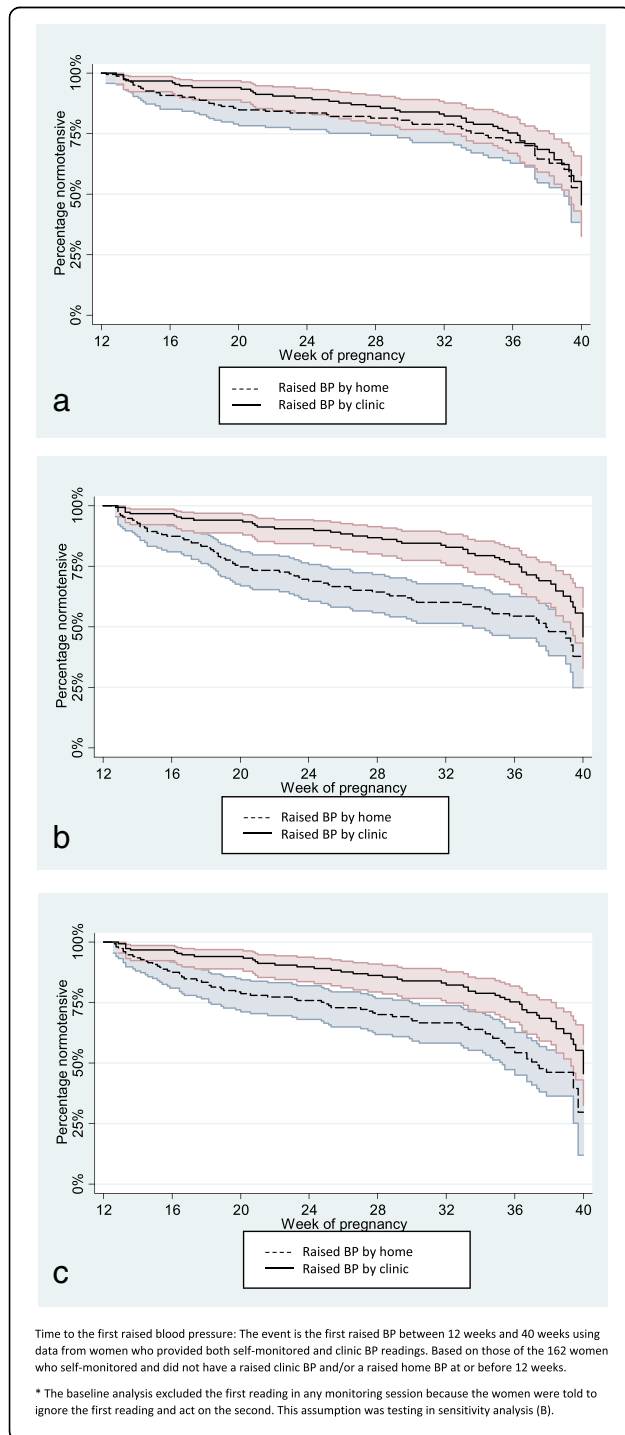 100%
75%
50%
25%
0%
Percentage normotensive
12 16 20 24 28 32 36 40
Week of pregnancy
Raised BP by home
Raised BP by clinic
a
100%
75%
50%
25%
0%
Percentage normotensive
12 16 20 24 28 32 36 40
Week of pregnancy
Raised BP by home
Raised BP by clinic
b
100%
75%
50%
25%
0%
Percentage normotensive
12 16 20 24 28 32 36 40
Week of pregnancy
Raised BP by home
Raised BP by clinic
c
Time to the first raised blood pressure: The event is the first raised BP between 12 weeks and 40 weeks using
data from women who provided both self-monitored and clinic BP readings. Based on those of the 162 women
who self-monitored and did not have a raised clinic BP and/or a raised home BP at or before 12 weeks.
* The baseline analysis excluded the first reading in any monitoring session because the women were told to
ignore the first reading and act on the second. This assumption was testing in sensitivity analysis (B).